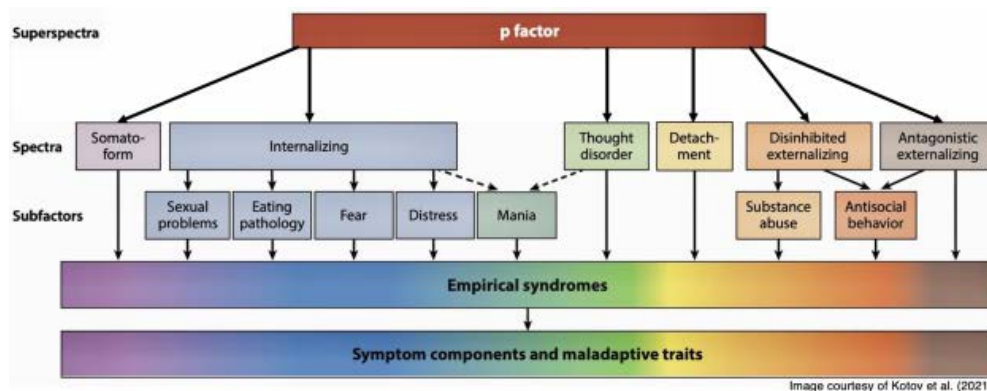 Superspectra
p factor
Spectra
Somato-
form
Internalizing
Thought
disorder
Detach-
ment
Disinhibited
externalizing
Antagonistic
externalizing
Subfactors
Sexual
problems
Eating
pathology
Fear
Distress
Mania
Substance
abuse
Antisocial
behavior
Empirical syndromes
Symptom components and maladaptive traits
Image courtesy of Kotov et al. (2021